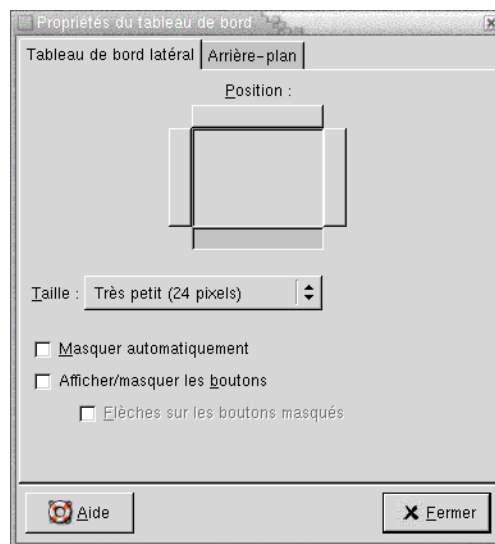 Propriétés du tableau de bord
Tableau de bord latéral Arrière-plan
Position :
Taille : Très petit (24 pixels)
Masquer automatiquement
Afficher/masquer les boutons
Flèches sur les boutons masqués
Aide Fermer